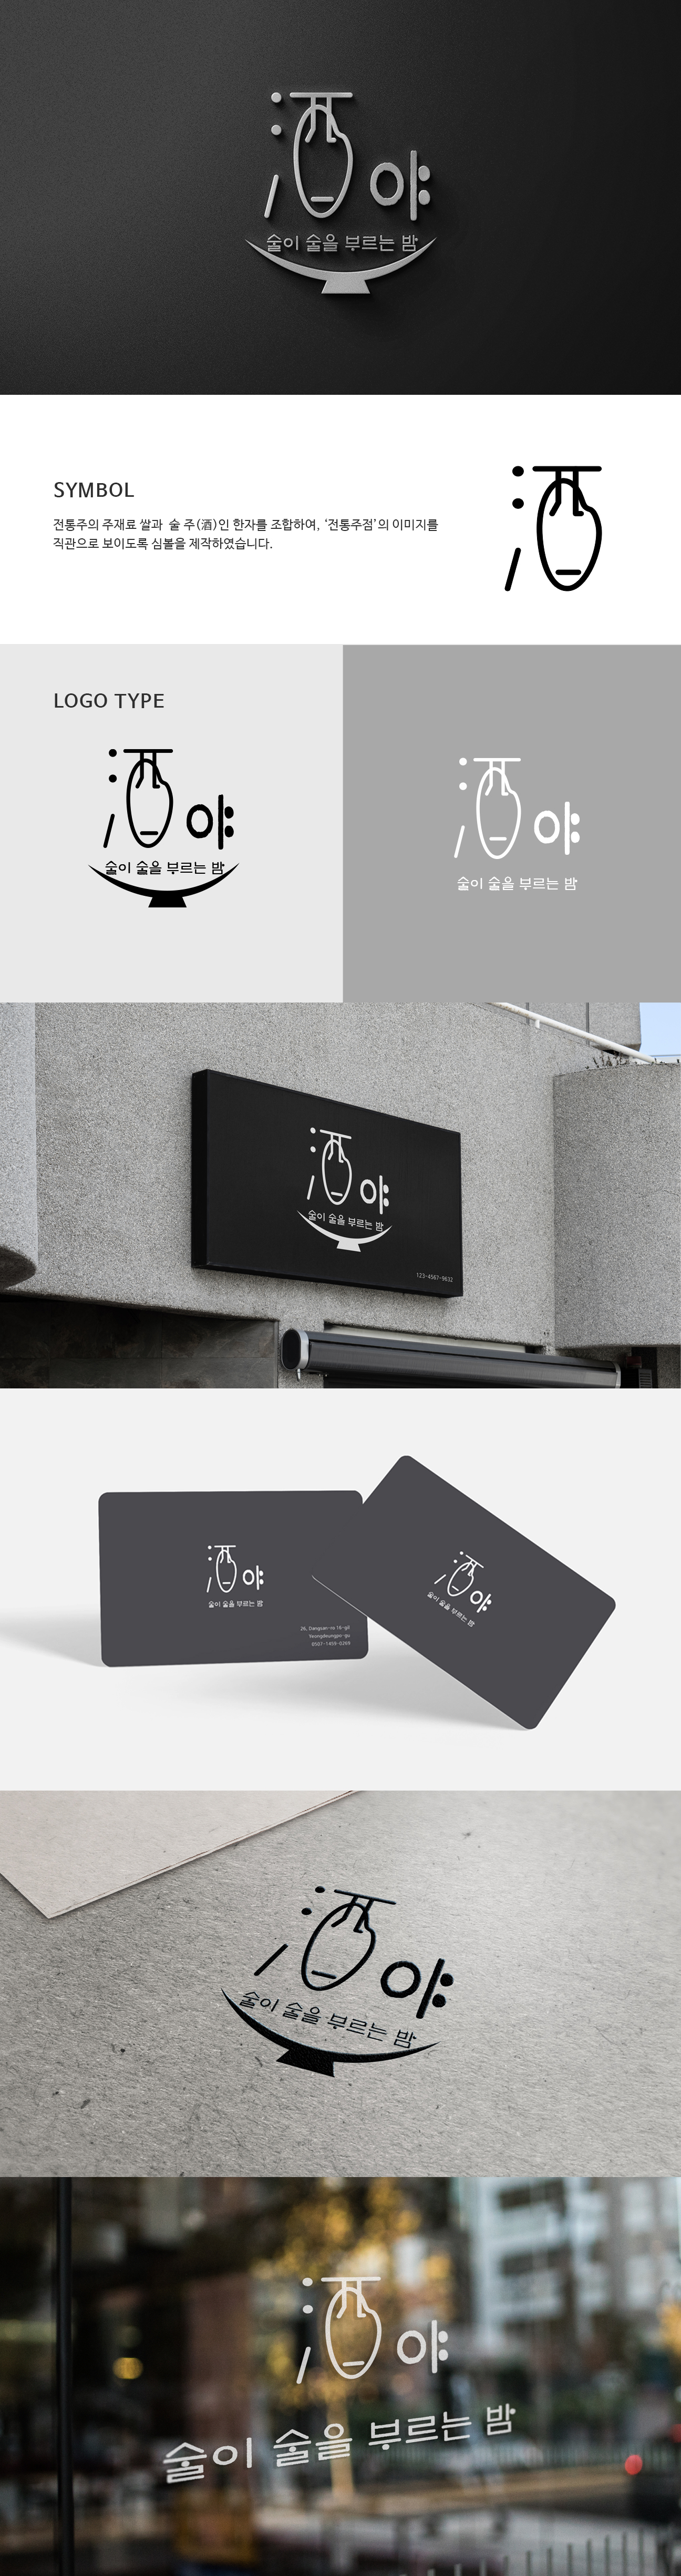 酒야
술이 술을 부르는 밤
SYMBOL
전통주의 주재료 쌀과 술 주(酒)인 한자를 조합하여, ‘전통주점’의 이미지를
직관으로 보이도록 심볼을 제작하였습니다.
酒
LOGO TYPE
酒야
술이 술을 부르는 밤
酒야
술이 술을 부르는 밤
酒야
술이 술을 부르는 밤
123-4567-9632
酒야
술이 술을 부르는 밤
26, Dangsan-ro 16-gil
Yeongdeungpo-gu
0507-1459-0269
酒야
술이 술을 부르는 밤
酒야
술이 술을 부르는 밤
酒야
술이 술을 부르는 밤